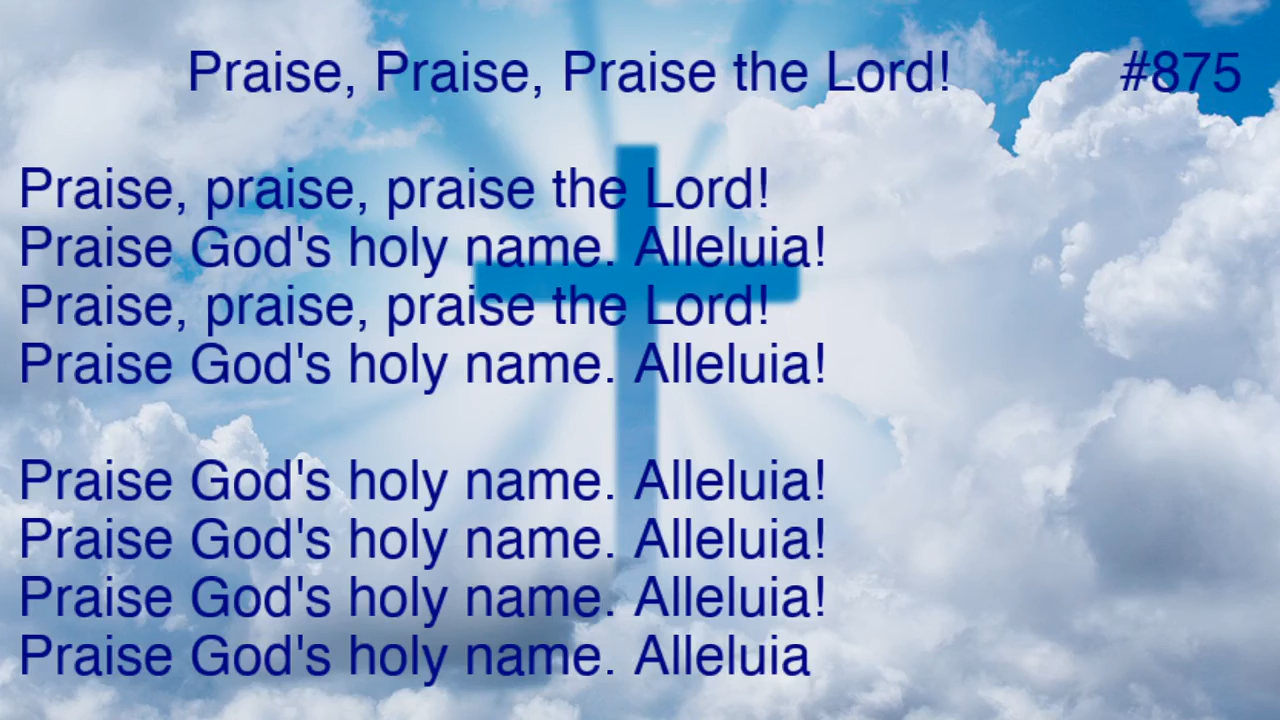 Praise, Praise, Praise the Lord! #875
Praise, praise, praise the Lord!
Praise God's holy name. Alleluia!
Praise, praise, praise the Lord!
Praise God's holy name. Alleluia!
Praise God's holy name. Alleluia!
Praise God's holy name. Alleluia!
Praise God's holy name. Alleluia!
Praise God's holy name. Alleluia